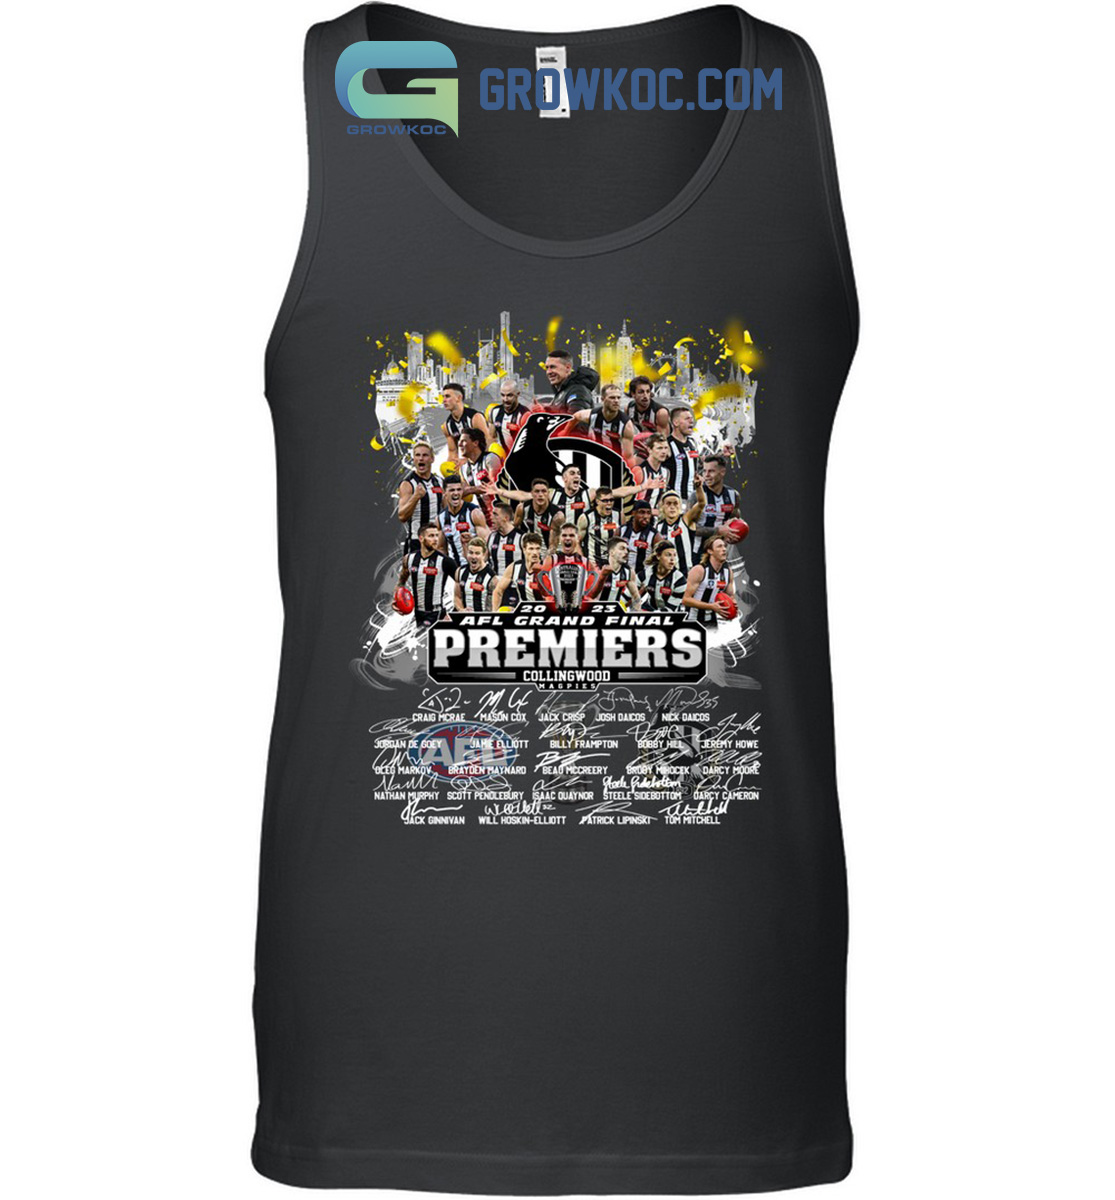 GROWKOC
GROWKOC.COM
20 23
AFL GRAND FINAL
PREMIERS
COLLINGWOOD
MAGPIES
CRAIG MCRAE MASON COX JACK CRISP JOSH DAICOS NICK DAICOS
JORDAN DE GOEY JAMIE ELLIOTT BILLY FRAMPTON BOBBY HILL JEREMY HOWE
AFL
OLEG MARKOV BRAYDEN MAYNARD BEAU MCCREERY BRODY MIHOCEK DARCY MOORE
NATHAN MURPHY SCOTT PENDLEBURY ISAAC QUAYNOR STEELE SIDEBOTTOM DARCY CAMERON
JACK GINNIVAN WILL HOSKIN-ELLIOTT PATRICK LIPINSKI TOM MITCHELL